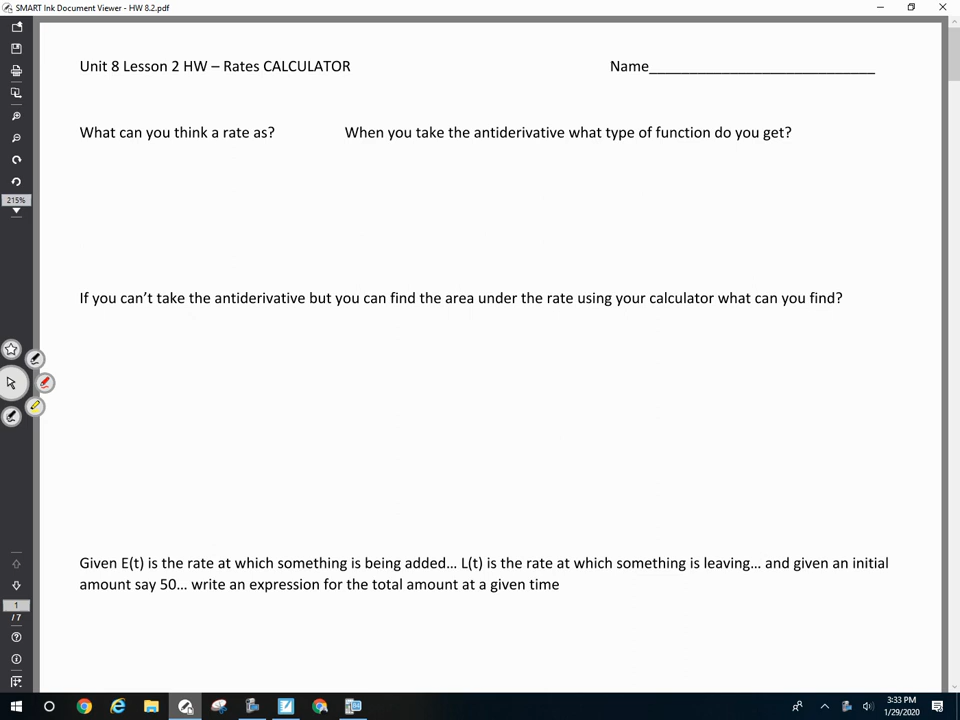 SMART Ink Document Viewer - HW 8.2.pdf
Unit 8 Lesson 2 HW – Rates CALCULATOR Name____________________________
What can you think a rate as? When you take the antiderivative what type of function do you get?
215%
If you can’t take the antiderivative but you can find the area under the rate using your calculator what can you find?
Given E(t) is the rate at which something is being added… L(t) is the rate at which something is leaving… and given an initial
amount say 50… write an expression for the total amount at a given time
1
/7
3:33 PM
1/29/2020